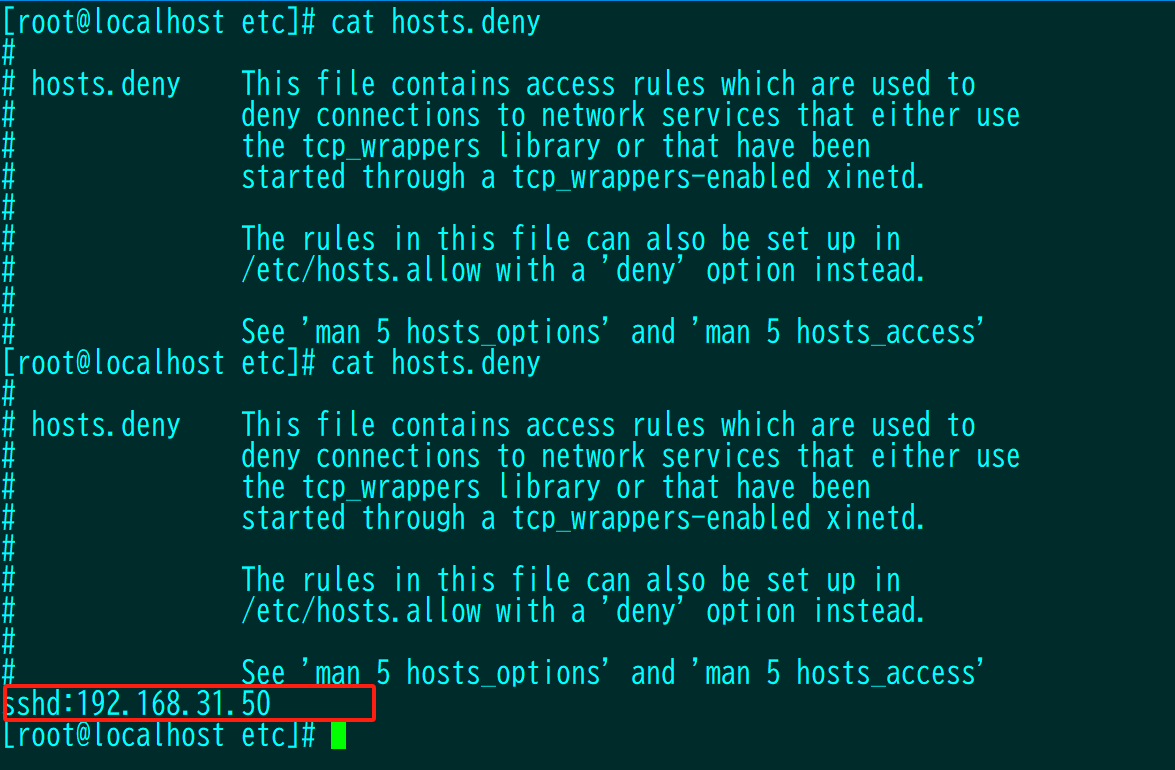 [root@localhost etc]# cat hosts.deny
#
# hosts.deny    This file contains access rules which are used to
#               deny connections to network services that either use
#               the tcp_wrappers library or that have been
#               started through a tcp_wrappers-enabled xinetd.
#
#               The rules in this file can also be set up in
#               /etc/hosts.allow with a 'deny' option instead.
#
#               See 'man 5 hosts_options' and 'man 5 hosts_access'
[root@localhost etc]# cat hosts.deny
#
# hosts.deny    This file contains access rules which are used to
#               deny connections to network services that either use
#               the tcp_wrappers library or that have been
#               started through a tcp_wrappers-enabled xinetd.
#
#               The rules in this file can also be set up in
#               /etc/hosts.allow with a 'deny' option instead.
#
#               See 'man 5 hosts_options' and 'man 5 hosts_access'
sshd:192.168.31.50
[root@localhost etc]#